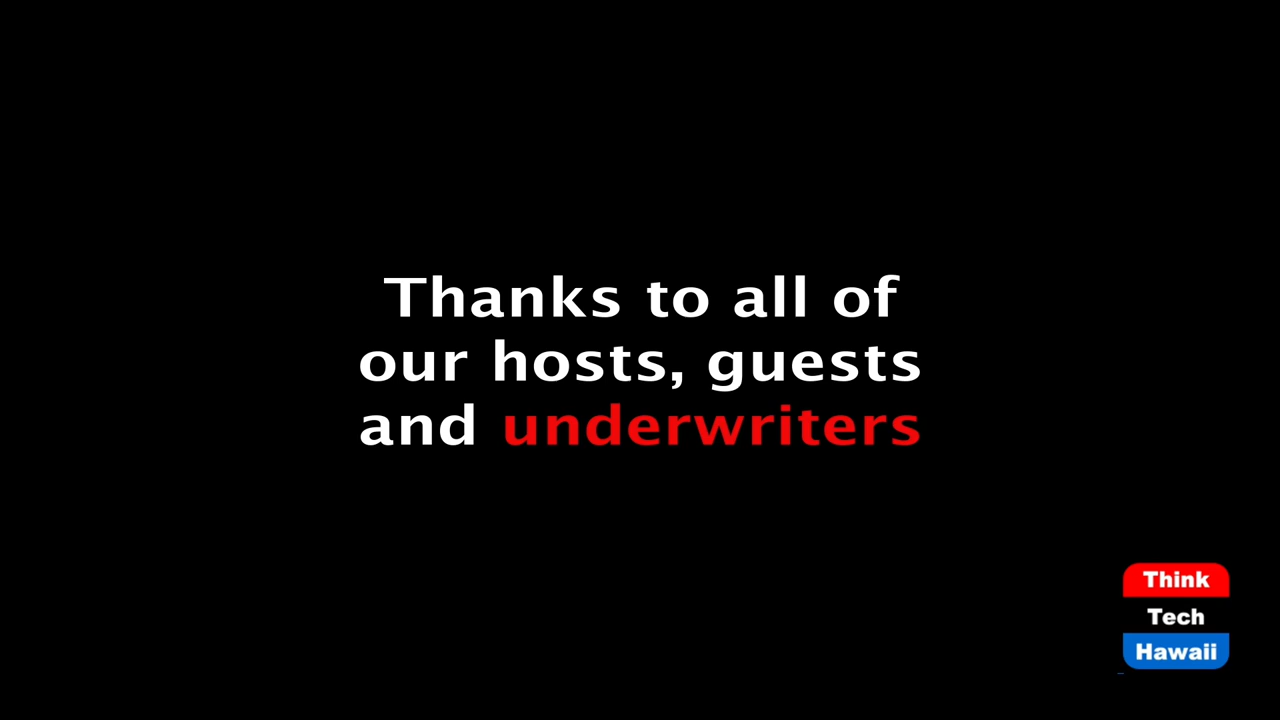 Thanks to all of
our hosts, guests
and underwriters
Think
Tech
Hawaii